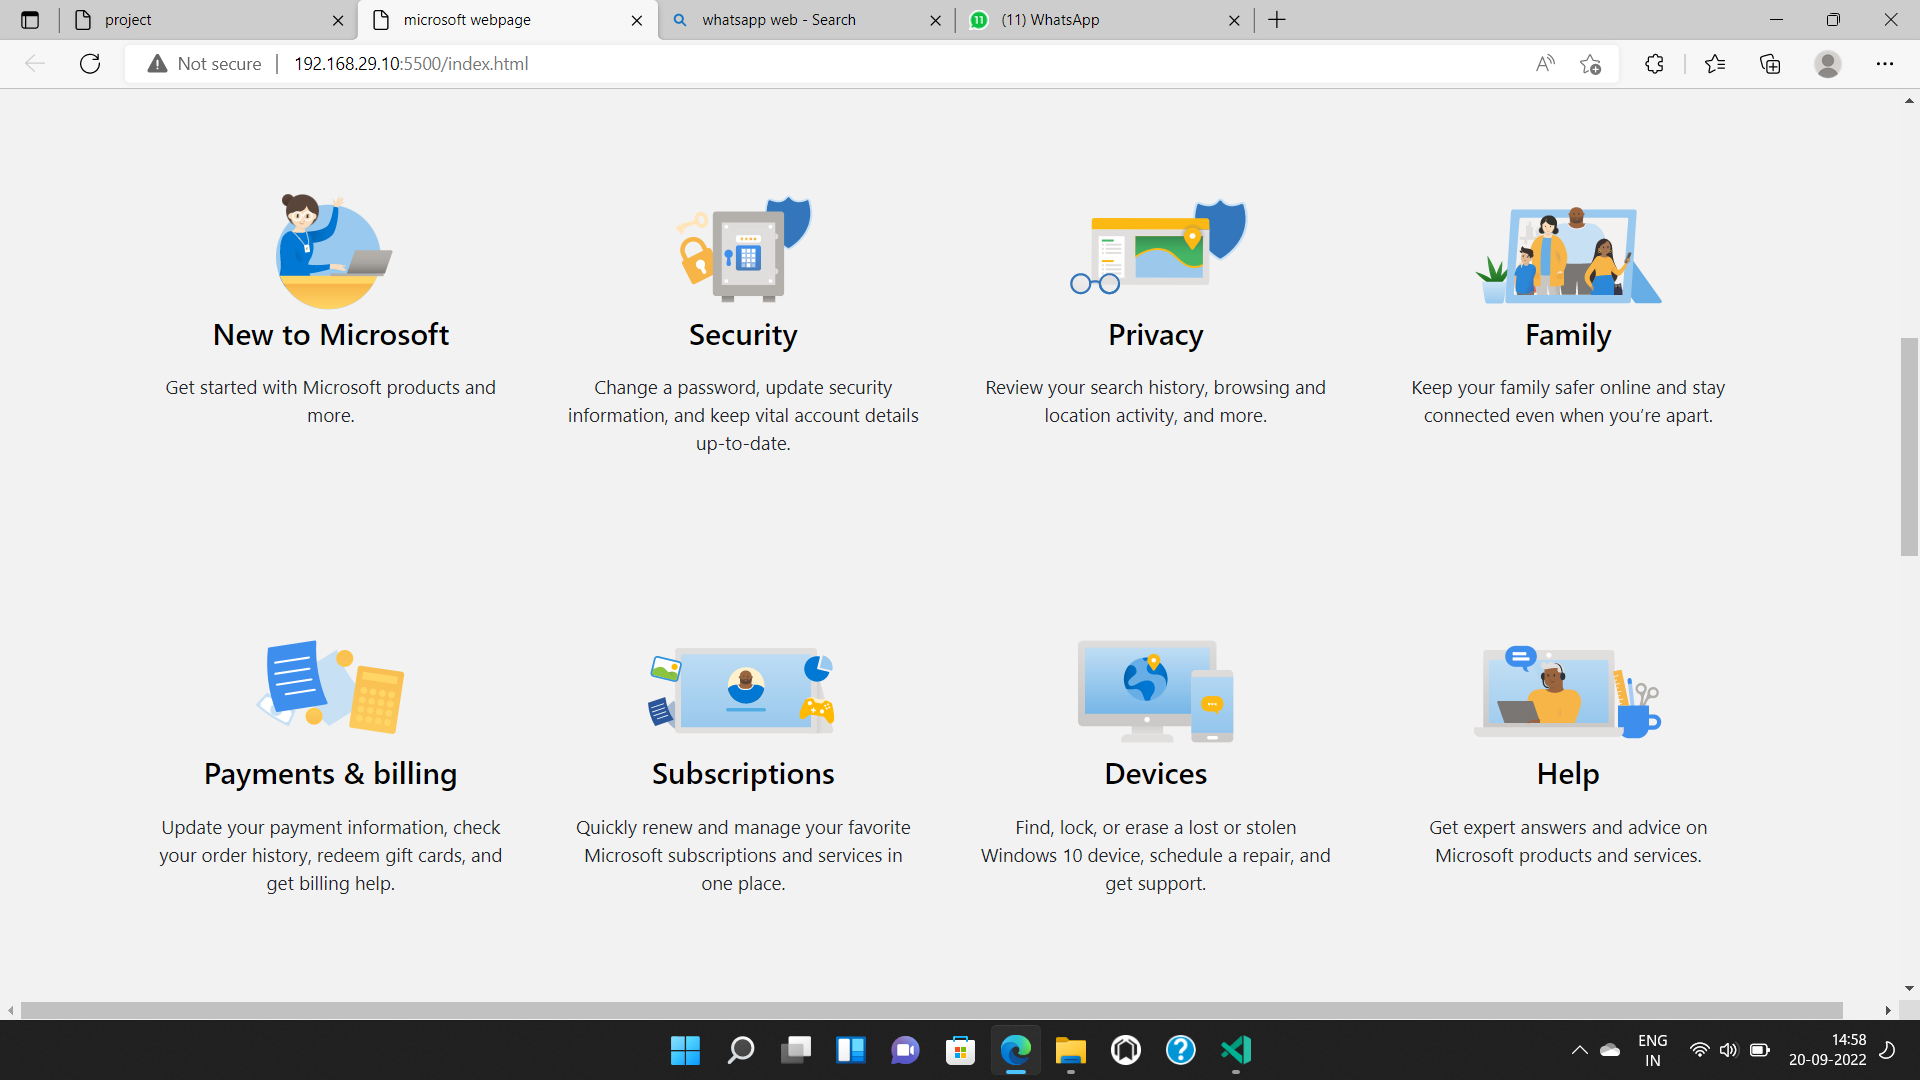 project
microsoft webpage
whatsapp web - Search
11
(11) WhatsApp
Not secure
192.168.29.10:5500/index.html
New to Microsoft
Security
Privacy
Family
Get started with Microsoft products and
more.
Change a password, update security
information, and keep vital account details
up-to-date.
Review your search history, browsing and
location activity, and more.
Keep your family safer online and stay
connected even when you’re apart.
Payments & billing
Subscriptions
Devices
Help
Update your payment information, check
your order history, redeem gift cards, and
get billing help.
Quickly renew and manage your favorite
Microsoft subscriptions and services in
one place.
Find, lock, or erase a lost or stolen
Windows 10 device, schedule a repair, and
get support.
Get expert answers and advice on
Microsoft products and services.
ENG
IN
14:58
20-09-2022